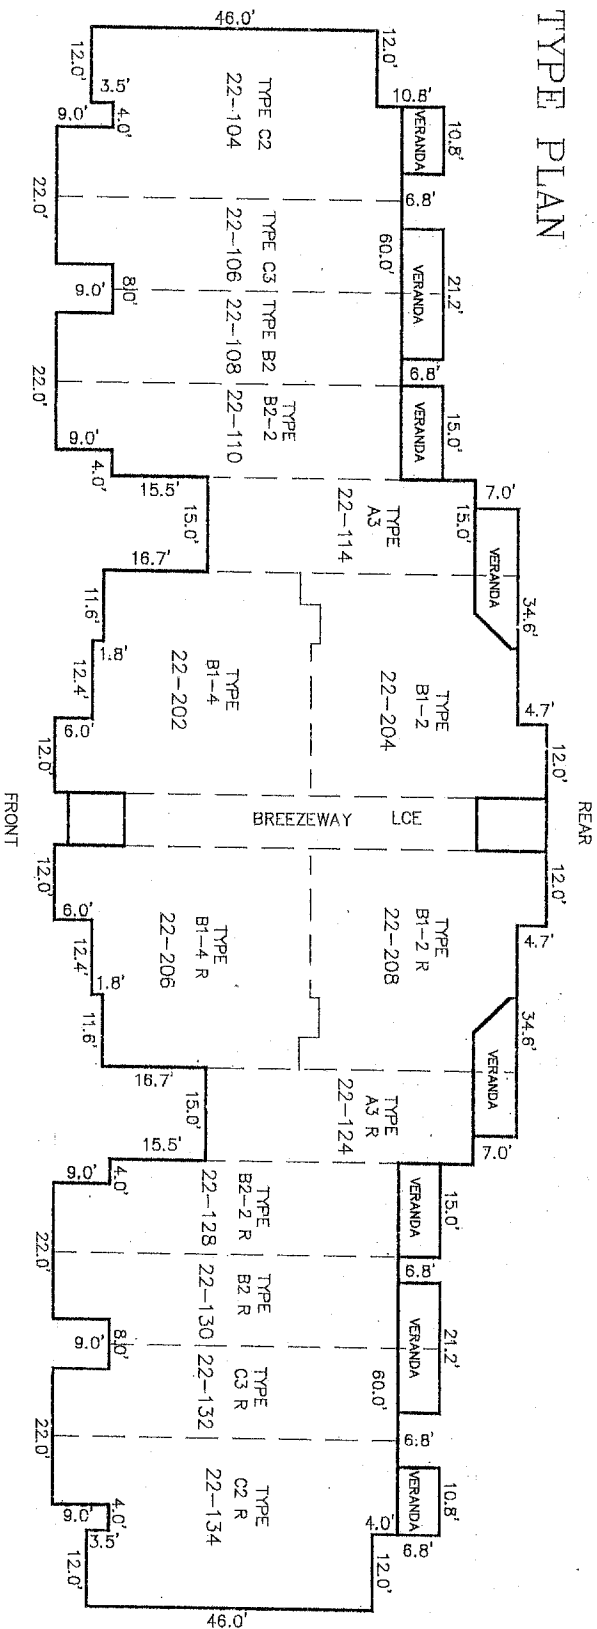 TYPE PLAN
46.0'
12.0'
12.0'
3.5'
4.0'
9.0'
10.8'
10.8'
VERANDA
TYPE C2
22-104
22.0'
6.8'
60.0'
VERANDA
21.2'
TYPE C3
22-106
9.0'
8.0'
TYPE B2
22-108
6.8'
22.0'
VERANDA
15.0'
TYPE
B2-2
22-110
9.0'
4.0'
15.5'
15.0'
7.0'
15.0'
TYPE
A3
22-114
VERANDA
34.6'
16.7'
11.6'
1.8'
12.4'
6.0'
12.0'
TYPE
B1-4
22-202
TYPE
B1-2
22-204
4.7'
12.0'
FRONT
BREEZEWAY LCE
REAR
12.0'
6.0'
12.4'
1.8'
11.6'
TYPE
B1-4 R
22-206
TYPE
B1-2 R
22-208
12.0'
4.7'
34.6'
VERANDA
16.7'
15.0'
15.5'
TYPE
A3 R
22-124
7.0'
9.0'
4.0'
TYPE
B2-2 R
22-128
VERANDA
15.0'
22.0'
6.8'
TYPE
B2 R
22-130
9.0'
8.0'
VERANDA
21.2'
TYPE
C3 R
22-132
60.0'
22.0'
6.8'
TYPE
C2 R
22-134
VERANDA
10.8'
9.0'
4.0'
3.5'
4.0'
6.8'
12.0'
12.0'
46.0'